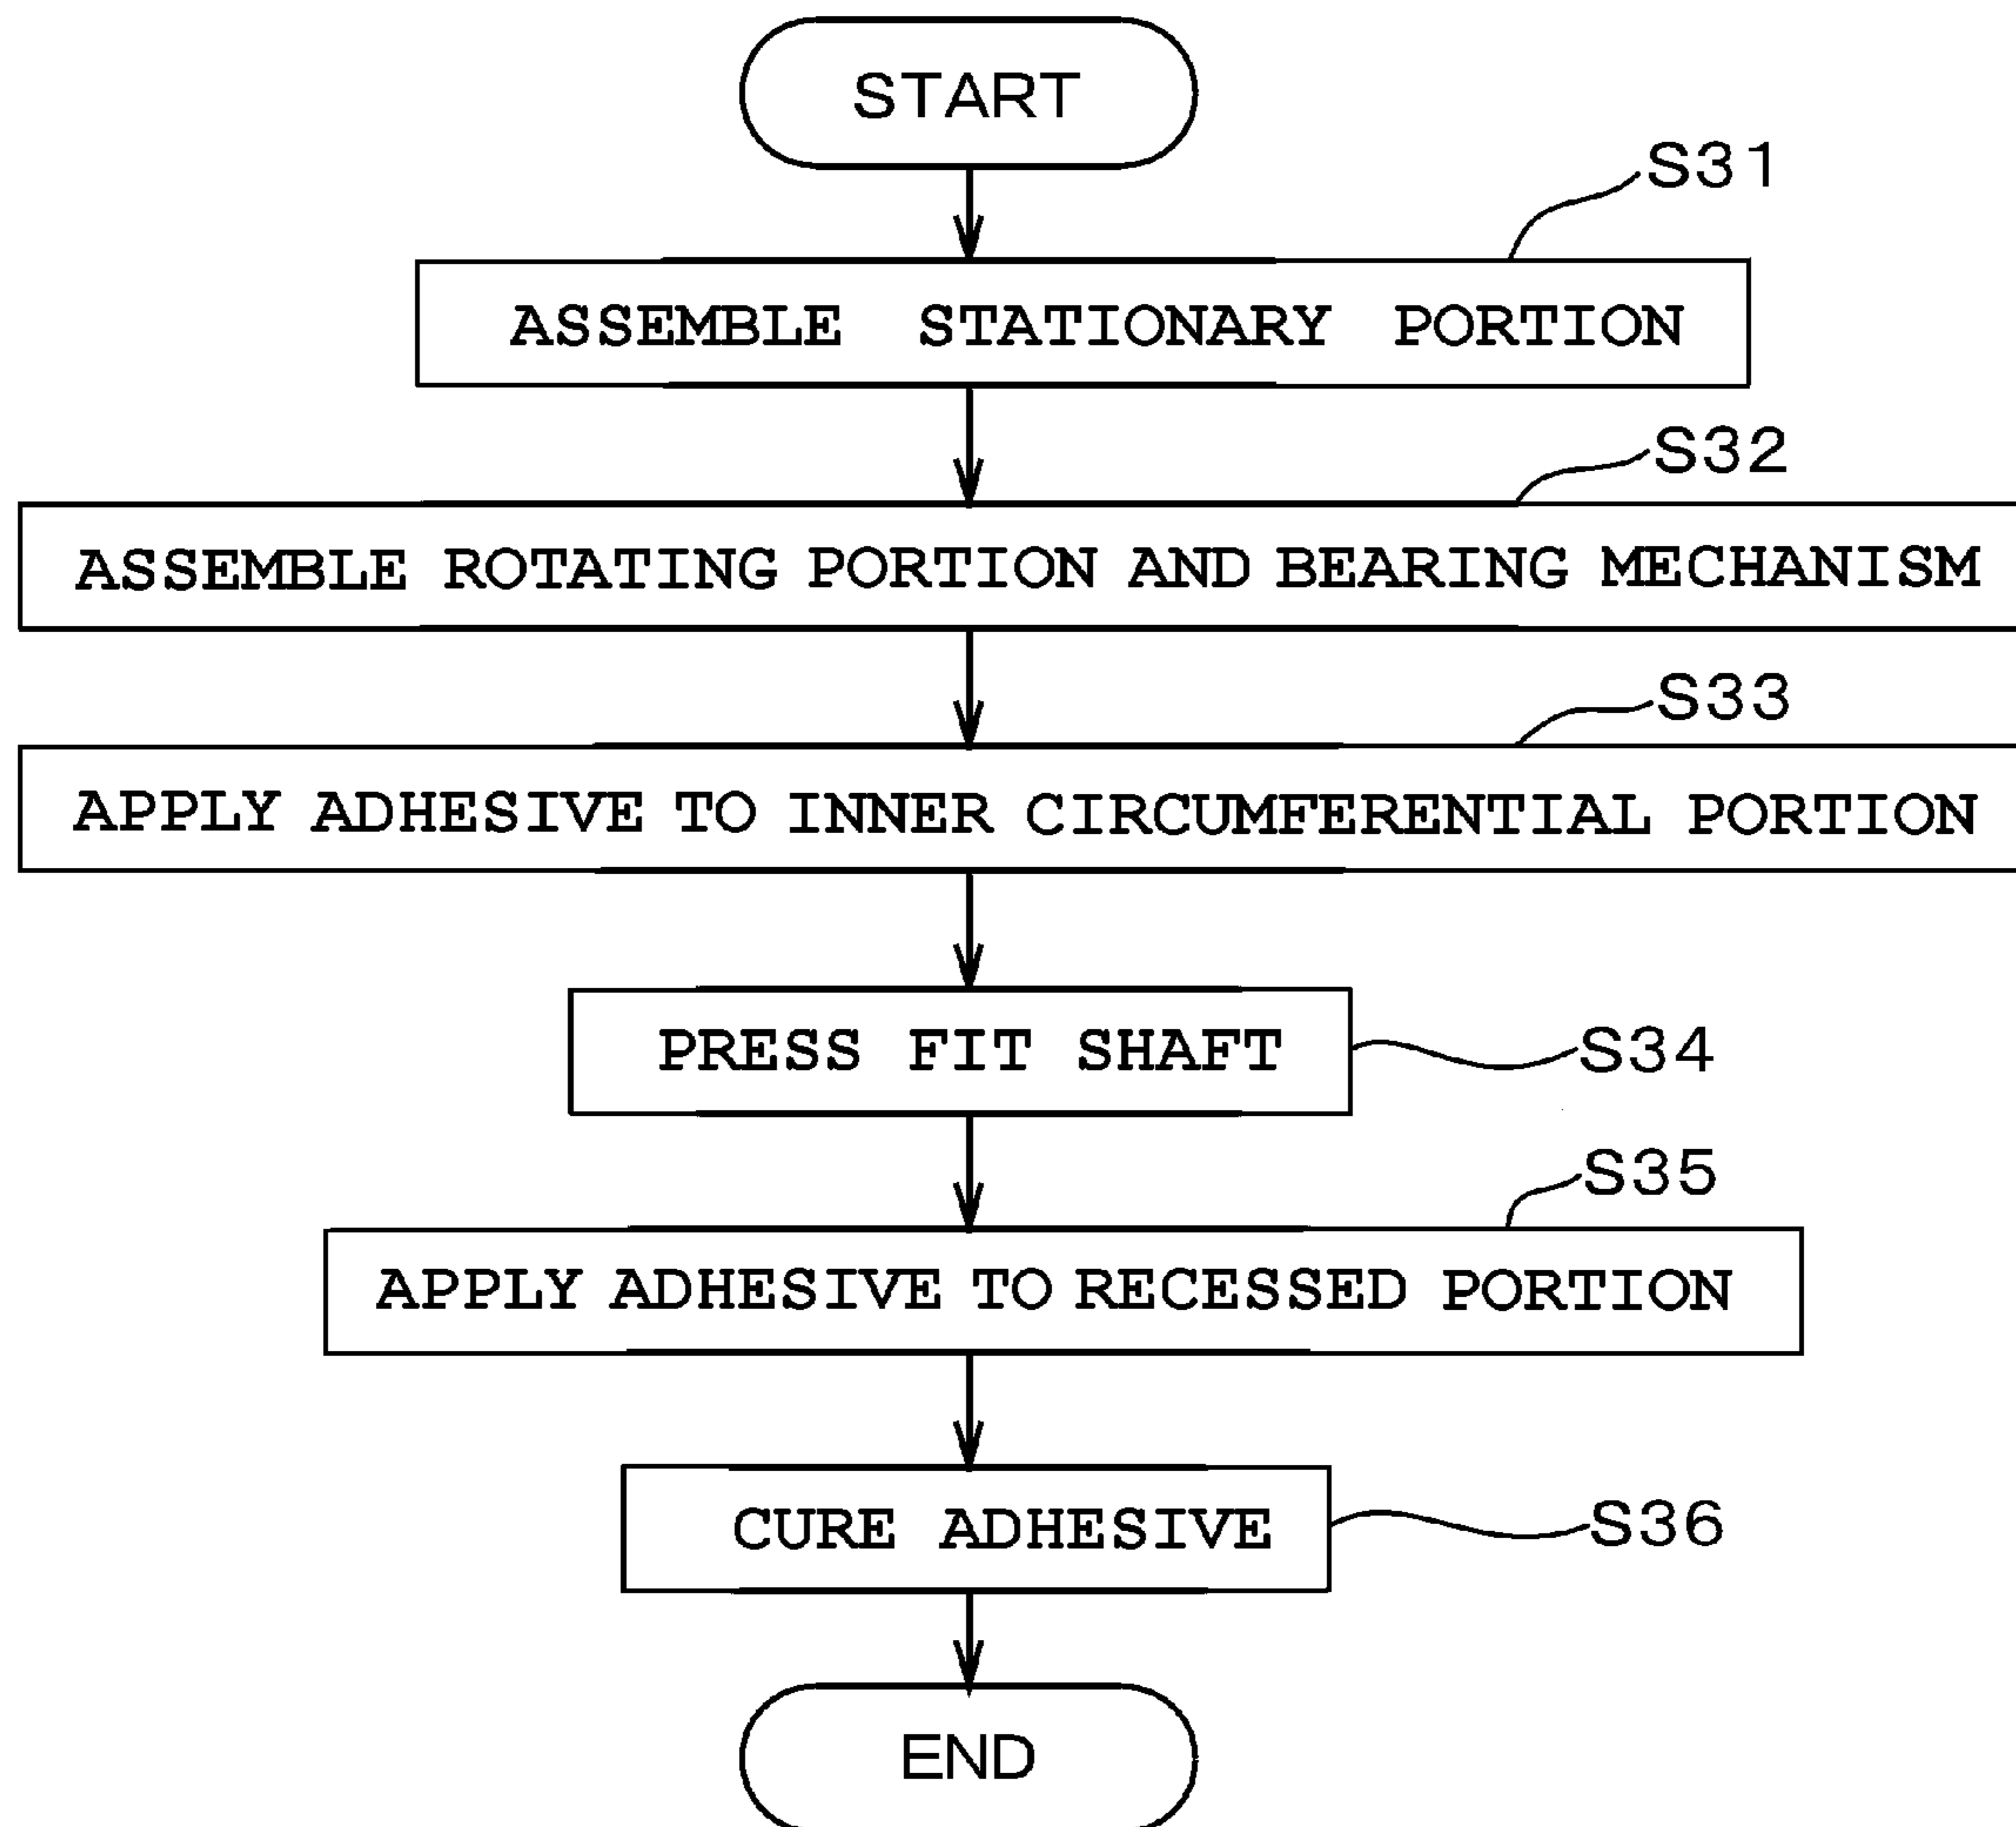 START
S31
ASSEMBLE STATIONARY PORTION
S32
ASSEMBLE ROTATING PORTION AND BEARING MECHANISM
S33
APPLY ADHESIVE TO INNER CIRCUMFERENTIAL PORTION
PRESS FIT SHAFT
S34
S35
APPLY ADHESIVE TO RECESSED PORTION
CURE ADHESIVE
S36
END